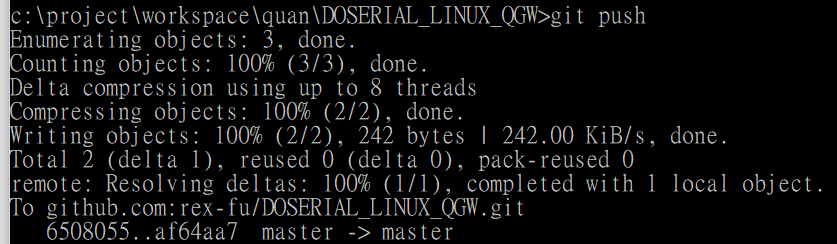 c:\project\workspace\quan\DOSERIAL_LINUX_QGW>git push
Enumerating objects: 3, done.
Counting objects: 100% (3/3), done.
Delta compression using up to 8 threads
Compressing objects: 100% (2/2), done.
Writing objects: 100% (2/2), 242 bytes | 242.00 KiB/s, done.
Total 2 (delta 1), reused 0 (delta 0), pack-reused 0
remote: Resolving deltas: 100% (1/1), completed with 1 local object.
To github.com:rex-fu/DOSERIAL_LINUX_QGW.git
   6508055..af64aa7  master -> master